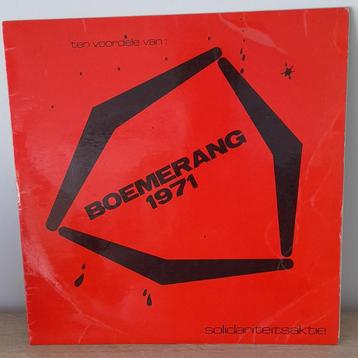 ten voordele van :
BOEMERANG
1971
solidariteitsaktie